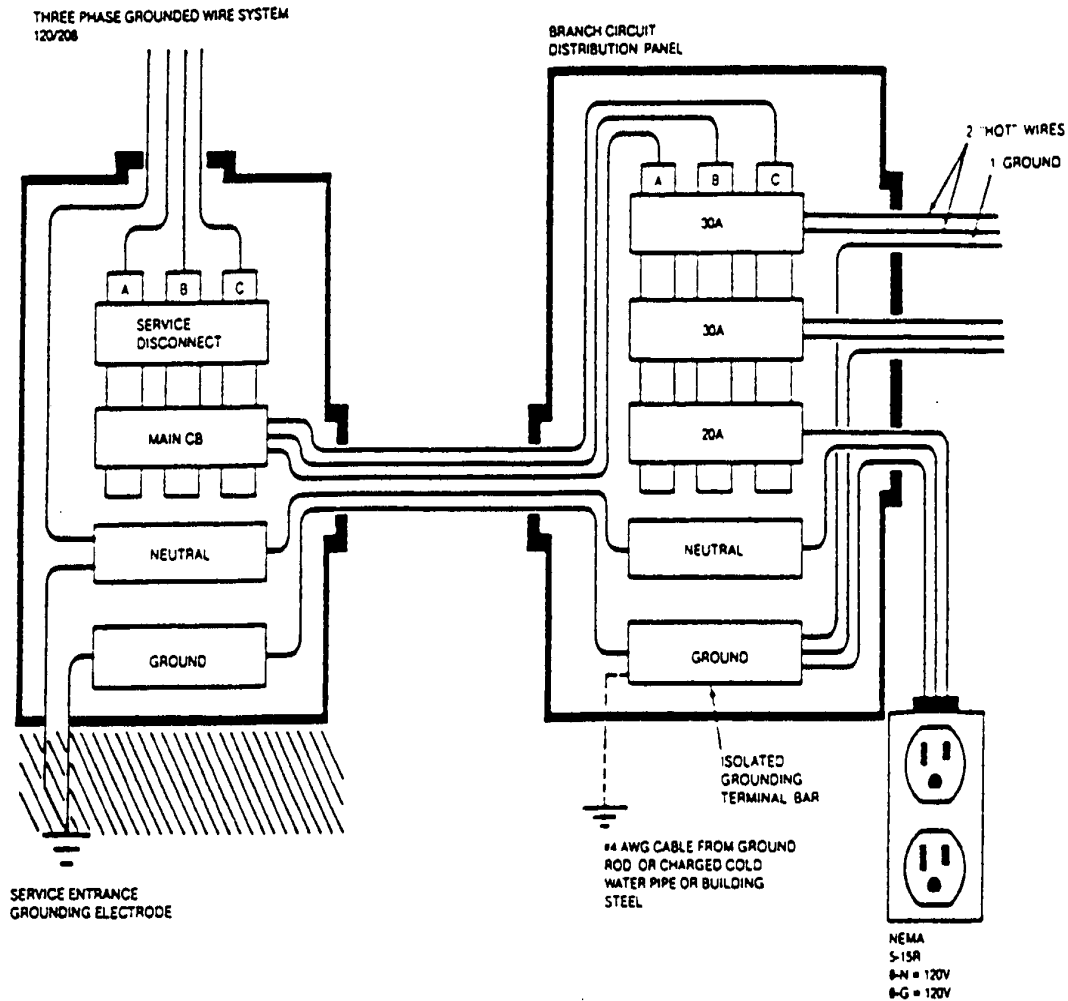 THREE PHASE GROUNDED WIRE SYSTEM
120/208
BRANCH CIRCUIT
DISTRIBUTION PANEL
2 "HOT" WIRES
1 GROUND
A
B
C
30A
A
B
C
SERVICE
DISCONNECT
30A
MAIN CB
20A
NEUTRAL
NEUTRAL
GROUND
GROUND
ISOLATED
GROUNDING
TERMINAL BAR
#4 AWG CABLE FROM GROUND
ROD OR CHARGED COLD
WATER PIPE OR BUILDING
STEEL
SERVICE ENTRANCE
GROUNDING ELECTRODE
NEMA
5-15R
θ-N = 120V
θ-G = 120V